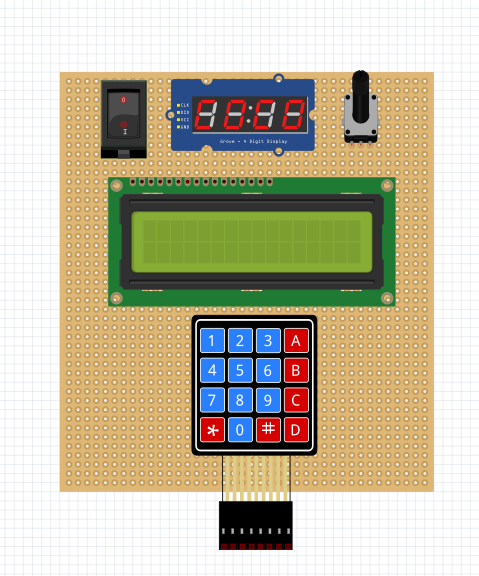 0
I
CLK
DIO
VCC
GND
Grove - 4 Digit Display
1 2 3 A
4 5 6 B
7 8 9 C
* 0 # D